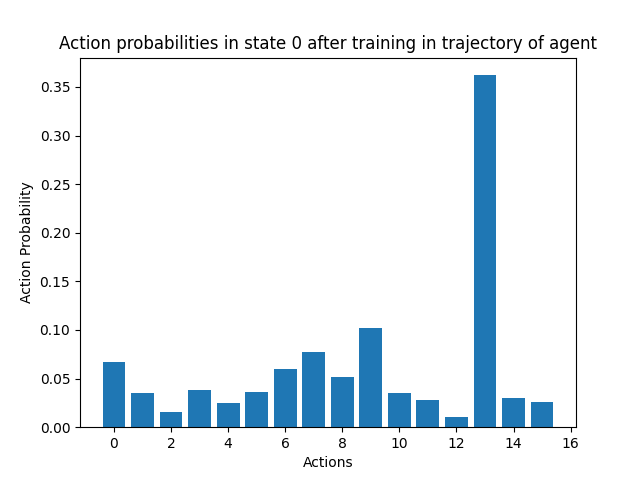 Action probabilities in state 0 after training in trajectory of agent
0.35
0.30
0.25
0.20
0.15
0.10
0.05
0.00
Action Probability
0 2 4 6 8 10 12 14 16
Actions